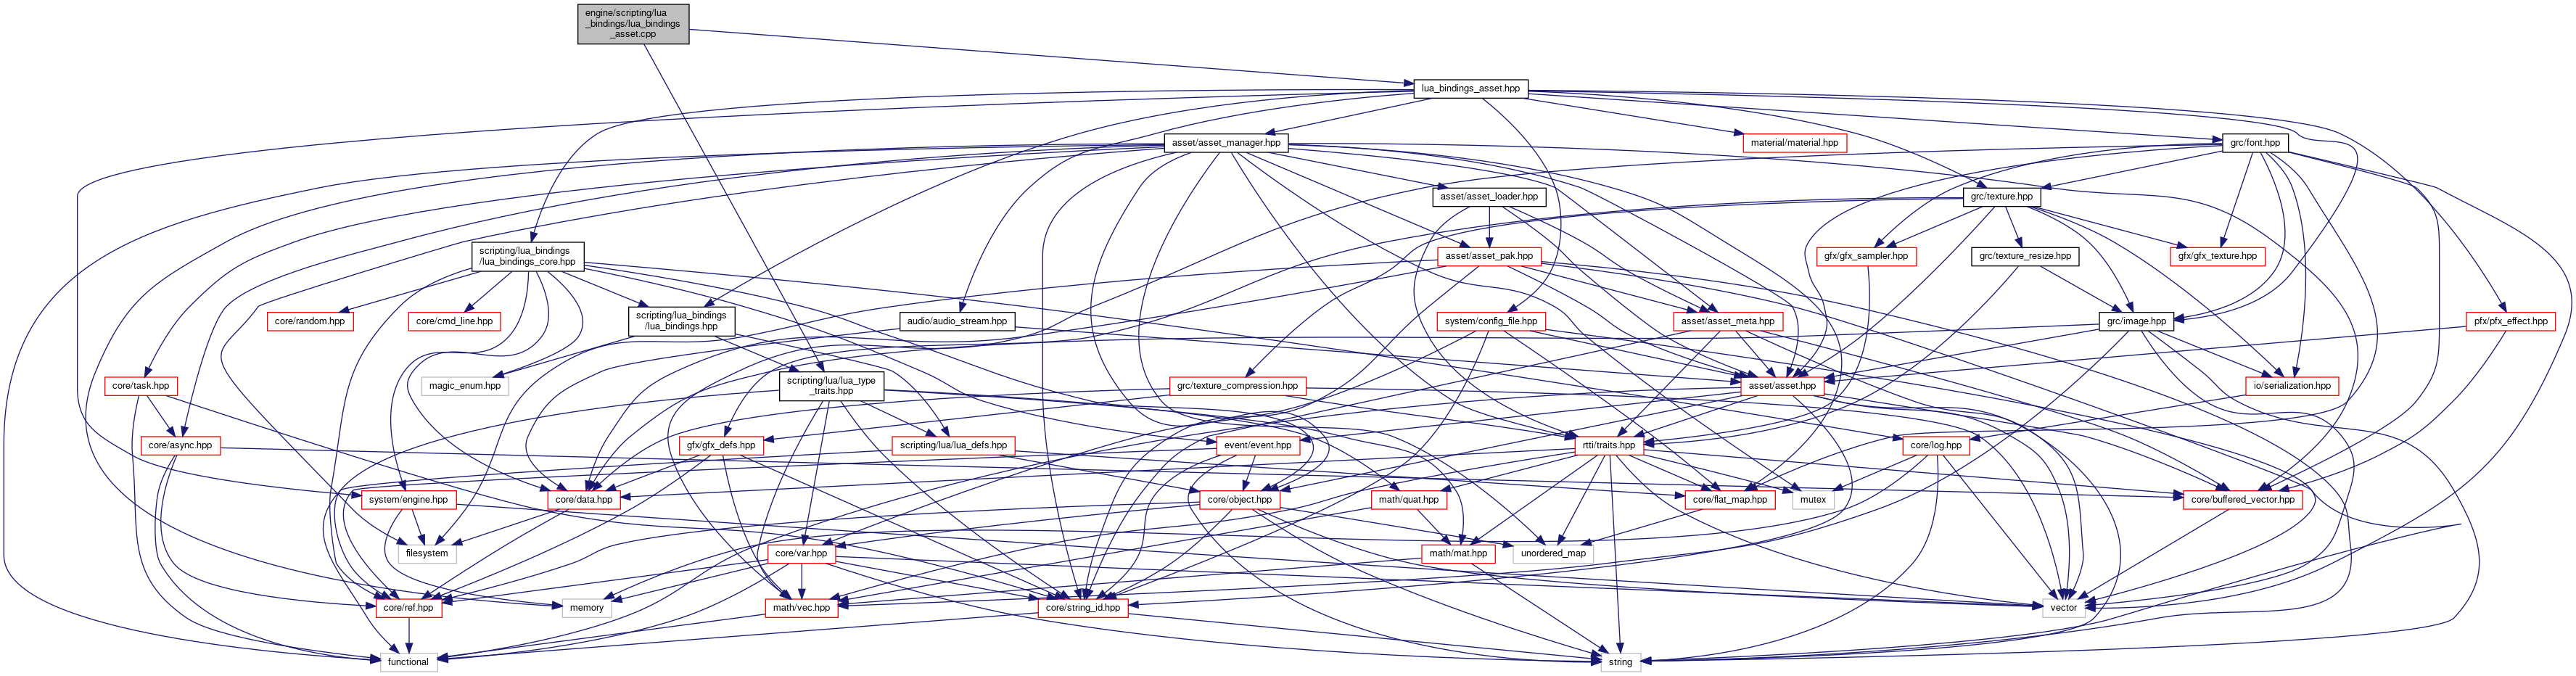 engine/scripting/lua
_bindings/lua_bindings
_asset.cpp
lua_bindings_asset.hpp
asset/asset_manager.hpp
material/material.hpp
grc/font.hpp
asset/asset_loader.hpp
grc/texture.hpp
scripting/lua_bindings
/lua_bindings_core.hpp
asset/asset_pak.hpp
gfx/gfx_sampler.hpp
grc/texture_resize.hpp
gfx/gfx_texture.hpp
core/random.hpp
core/cmd_line.hpp
scripting/lua_bindings
/lua_bindings.hpp
audio/audio_stream.hpp
system/config_file.hpp
asset/asset_meta.hpp
grc/image.hpp
pfx/pfx_effect.hpp
core/task.hpp
magic_enum.hpp
scripting/lua/lua_type
_traits.hpp
grc/texture_compression.hpp
asset/asset.hpp
io/serialization.hpp
core/async.hpp
gfx/gfx_defs.hpp
scripting/lua/lua_defs.hpp
event/event.hpp
rtti/traits.hpp
core/log.hpp
system/engine.hpp
core/data.hpp
core/object.hpp
math/quat.hpp
core/flat_map.hpp
mutex
core/buffered_vector.hpp
filesystem
core/var.hpp
math/mat.hpp
unordered_map
core/ref.hpp
memory
math/vec.hpp
core/string_id.hpp
vector
functional
string